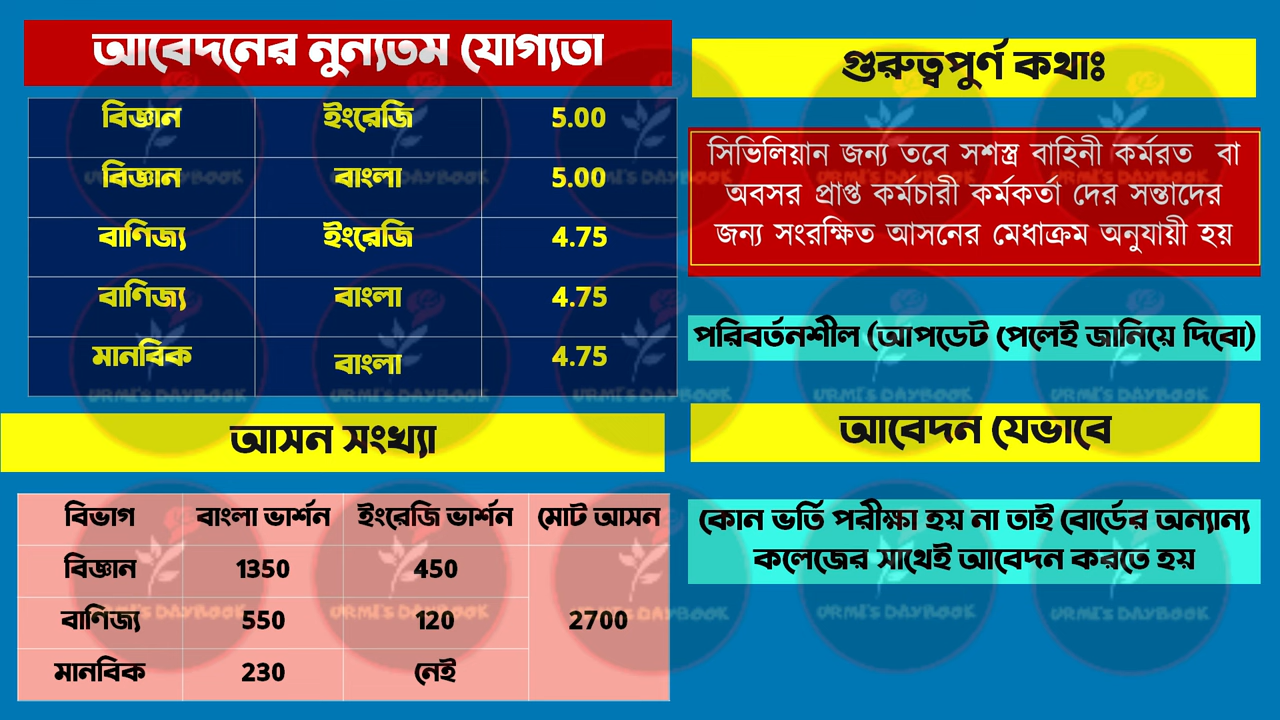 আবেদনের নুন্যতম যোগ্যতা
বিজ্ঞান ইংরেজি 5.00
বিজ্ঞান বাংলা 5.00
বাণিজ্য ইংরেজি 4.75
বাণিজ্য বাংলা 4.75
মানবিক বাংলা 4.75
আসন সংখ্যা
বিভাগ বাংলা ভার্শন ইংরেজি ভার্শন মোট আসন
বিজ্ঞান 1350 450
বাণিজ্য 550 120 2700
মানবিক 230 নেই
গুরুত্বপুর্ণ কথাঃ
সিভিলিয়ান জন্য তবে সশস্ত্র বাহিনী কর্মরত বা
অবসর প্রাপ্ত কর্মচারী কর্মকর্তা দের সন্তাদের
জন্য সংরক্ষিত আসনের মেধাক্রম অনুযায়ী হয়
পরিবর্তনশীল (আপডেট পেলেই জানিয়ে দিবো)
আবেদন যেভাবে
কোন ভর্তি পরীক্ষা হয় না তাই বোর্ডের অন্যান্য
কলেজের সাথেই আবেদন করতে হয়
URMI'S DAYBOOK